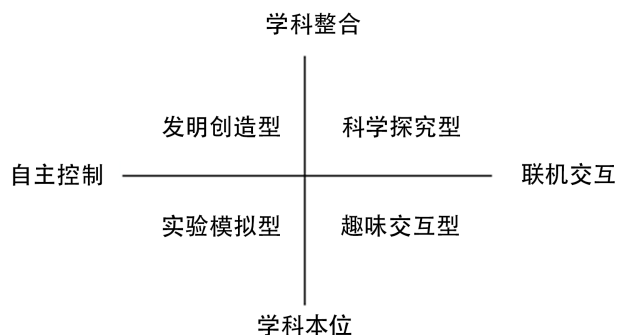 学科整合
发明创造型
科学探究型
自主控制
联机交互
实验模拟型
趣味交互型
学科本位